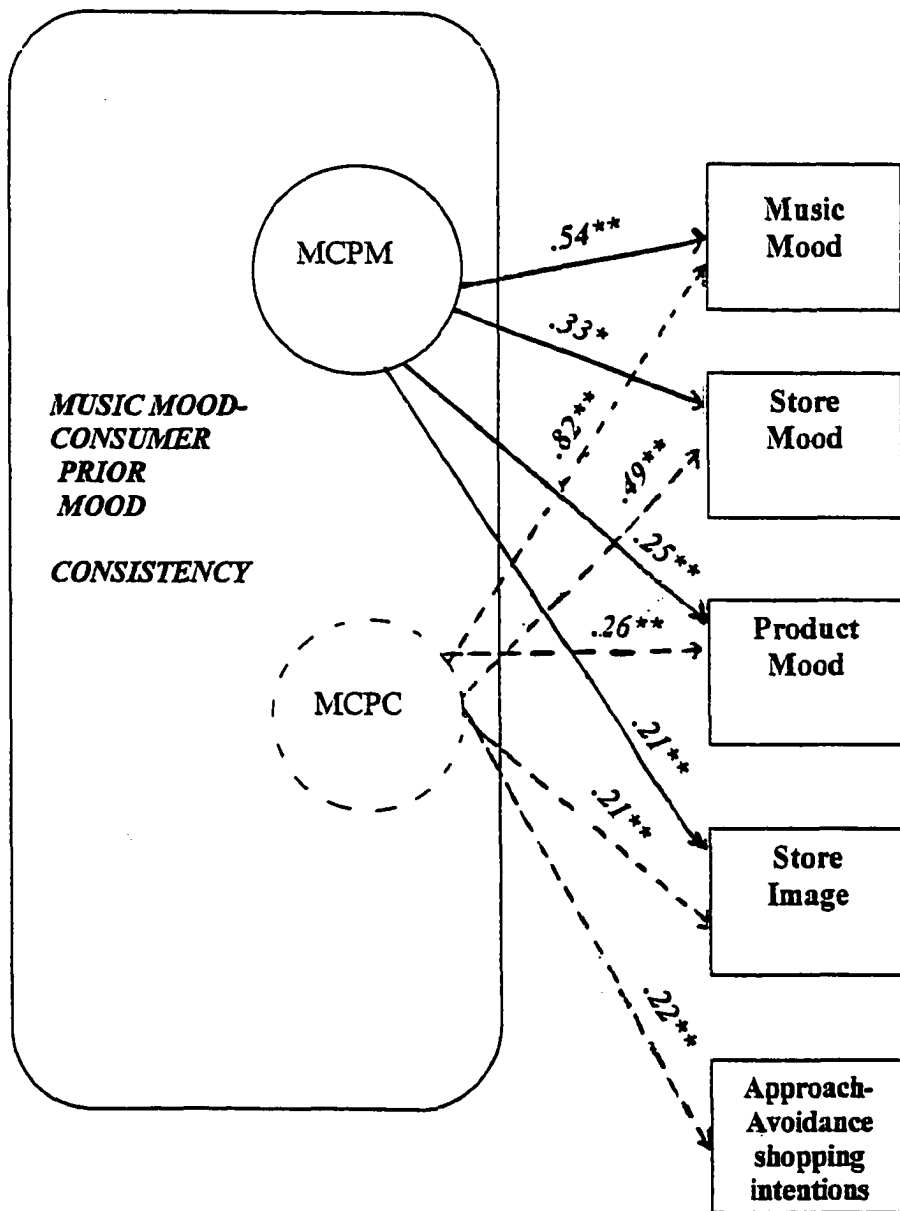 MCPM
MUSIC MOOD-
CONSUMER
PRIOR
MOOD
CONSISTENCY
MCPC
.54**
.33*
.82**
.49**
.25**
.26**
.21**
.21**
.22**
Music
Mood
Store
Mood
Product
Mood
Store
Image
Approach-
Avoidance
shopping
intentions